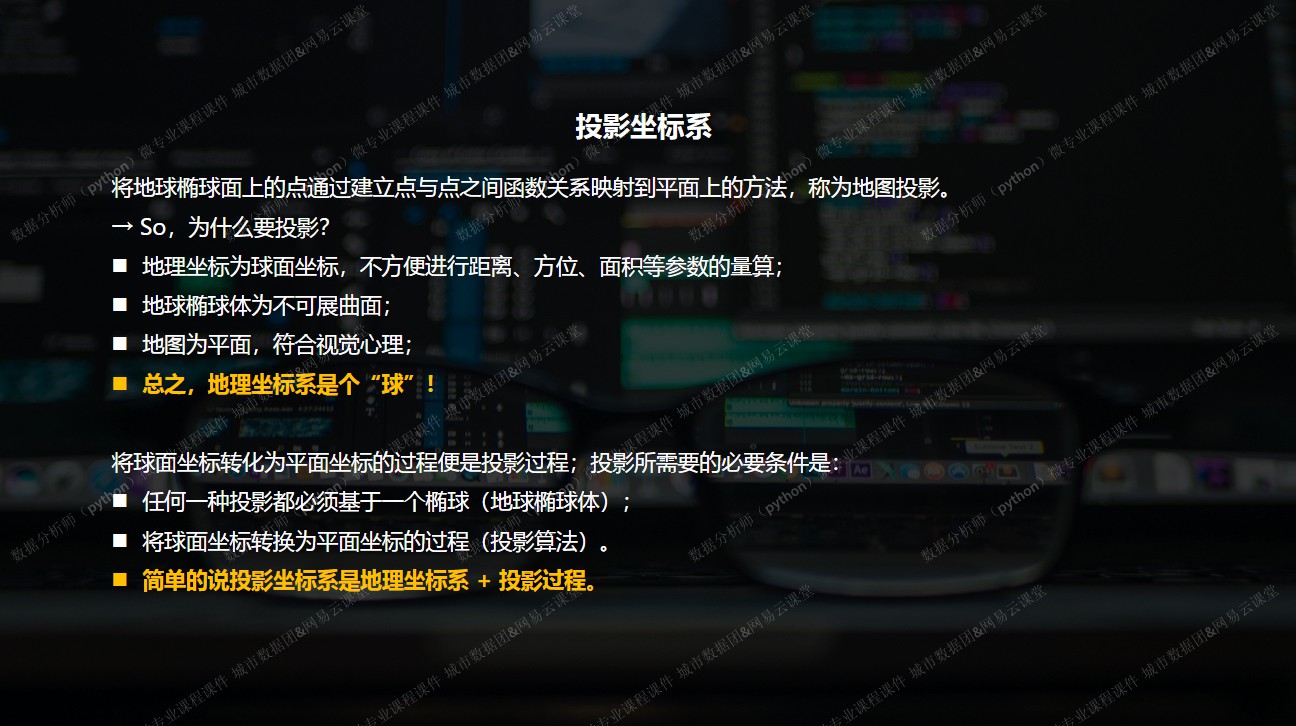 投影坐标系
将地球椭球面上的点通过建立点与点之间函数关系映射到平面上的方法，称为地图投影。
→ So，为什么要投影？
■ 地理坐标为球面坐标，不方便进行距离、方位、面积等参数的量算；
■ 地球椭球体为不可展曲面；
■ 地图为平面，符合视觉心理；
■ 总之，地理坐标系是个“球”！
将球面坐标转化为平面坐标的过程便是投影过程；投影所需要的必要条件是：
■ 任何一种投影都必须基于一个椭球（地球椭球体）；
■ 将球面坐标转换为平面坐标的过程（投影算法）。
■ 简单的说投影坐标系是地理坐标系 + 投影过程。
数据分析师（python）微专业课程课件 城市数据团&网易云课堂